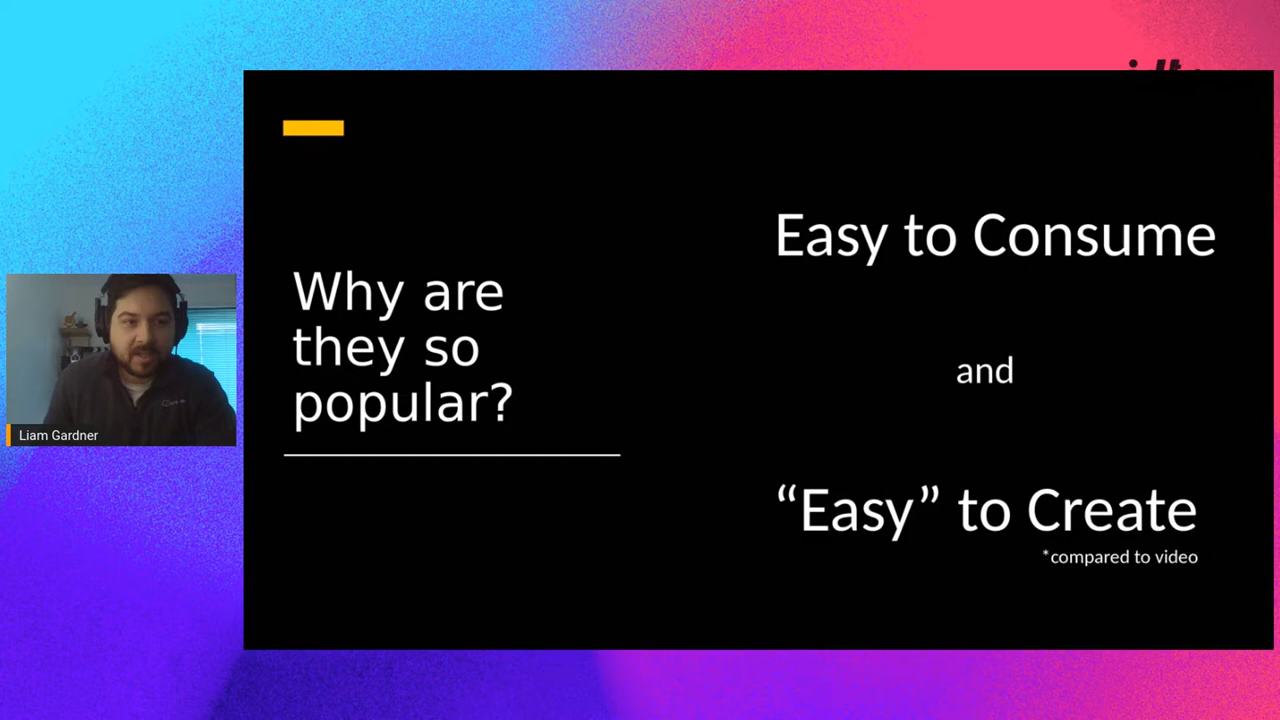 Why are
they so
popular?
Easy to Consume
and
“Easy” to Create
*compared to video
Liam Gardner